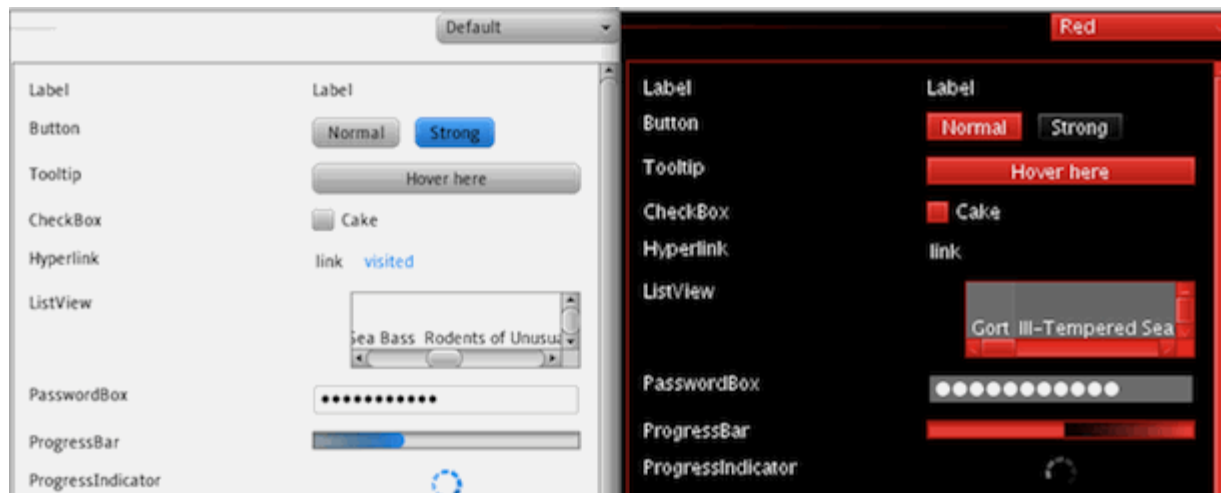 Default
Label Label
Button Normal Strong
Tooltip Hover here
CheckBox Cake
Hyperlink link visited
ListView
Sea Bass Rodents of Unusua
PasswordBox
ProgressBar
ProgressIndicator
Red
Label Label
Button Normal Strong
Tooltip Hover here
CheckBox Cake
Hyperlink link
ListView
Gort Ill-Tempered Sea
PasswordBox
ProgressBar
ProgressIndicator